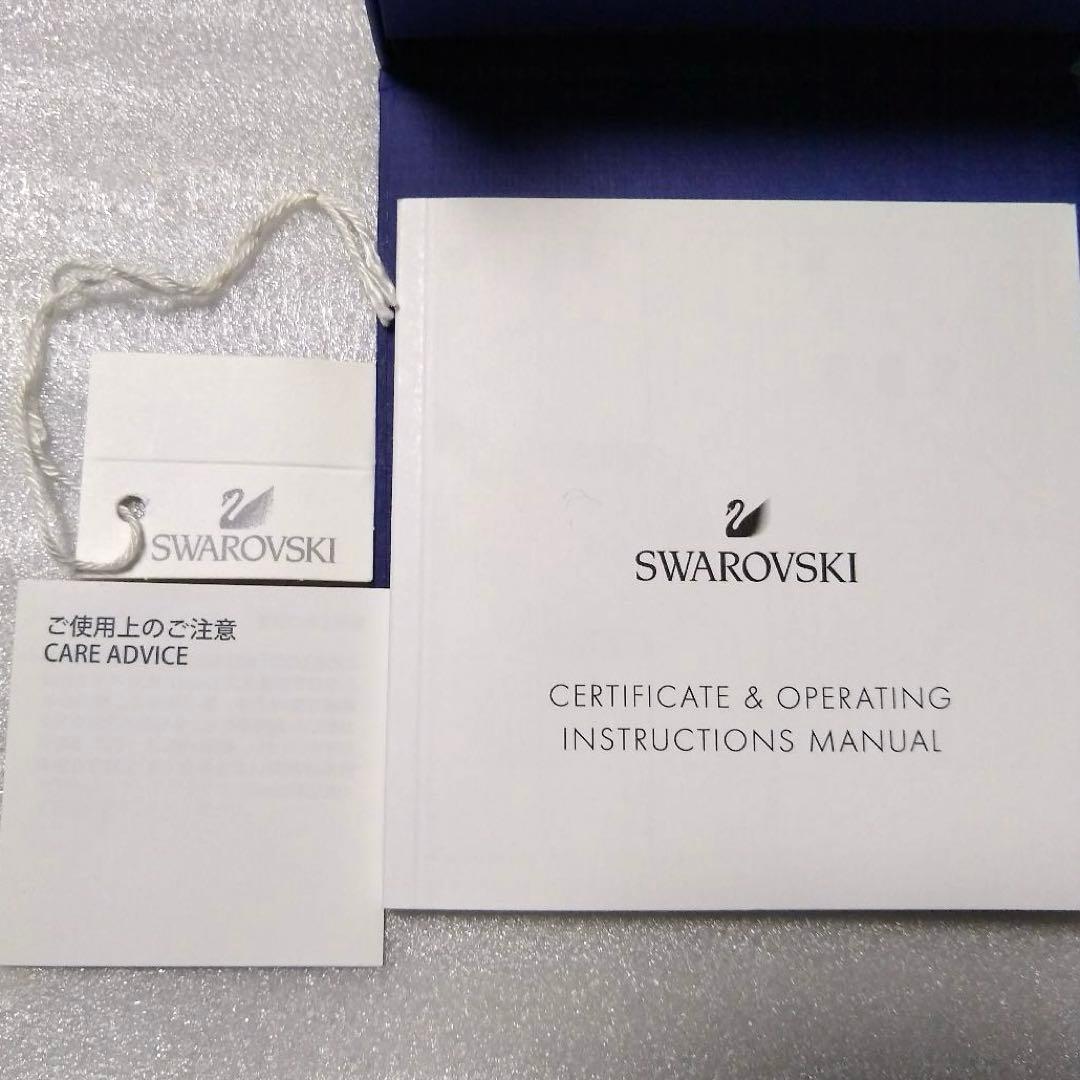 SWAROVSKI
ご使用上のご注意
CARE ADVICE
SWAROVSKI
CERTIFICATE & OPERATING
INSTRUCTIONS MANUAL